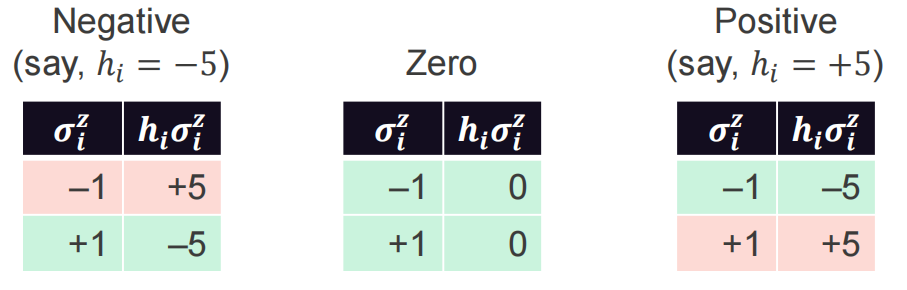 Negative
(say, hᵢ = −5)
σᵢᶻ hᵢσᵢᶻ
–1 +5
+1 –5
Zero
σᵢᶻ hᵢσᵢᶻ
–1 0
+1 0
Positive
(say, hᵢ = +5)
σᵢᶻ hᵢσᵢᶻ
–1 –5
+1 +5